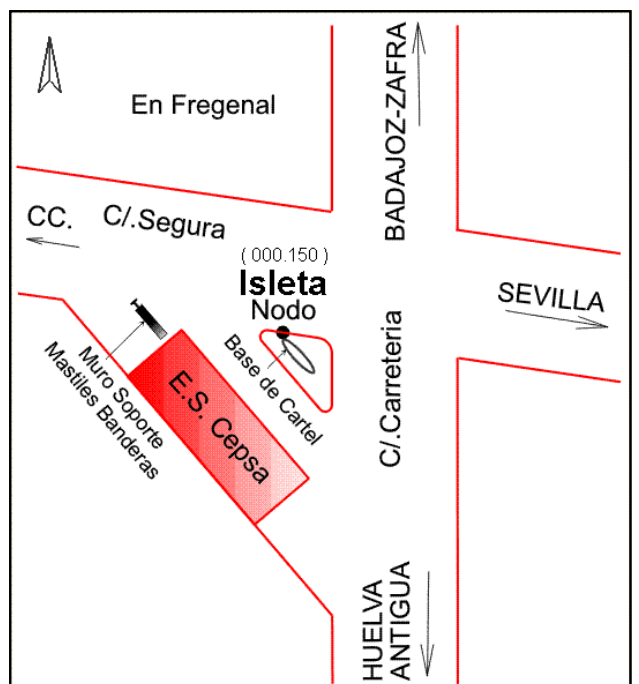 En Fregenal
BADAJOZ-ZAFRA
CC.
C/.Segura
( 000.150 )
Isleta
Nodo
SEVILLA
Base de Cartel
C/.Carreteria
Muro Soporte
Mastiles Banderas
E.S. Cepsa
HUELVA
ANTIGUA